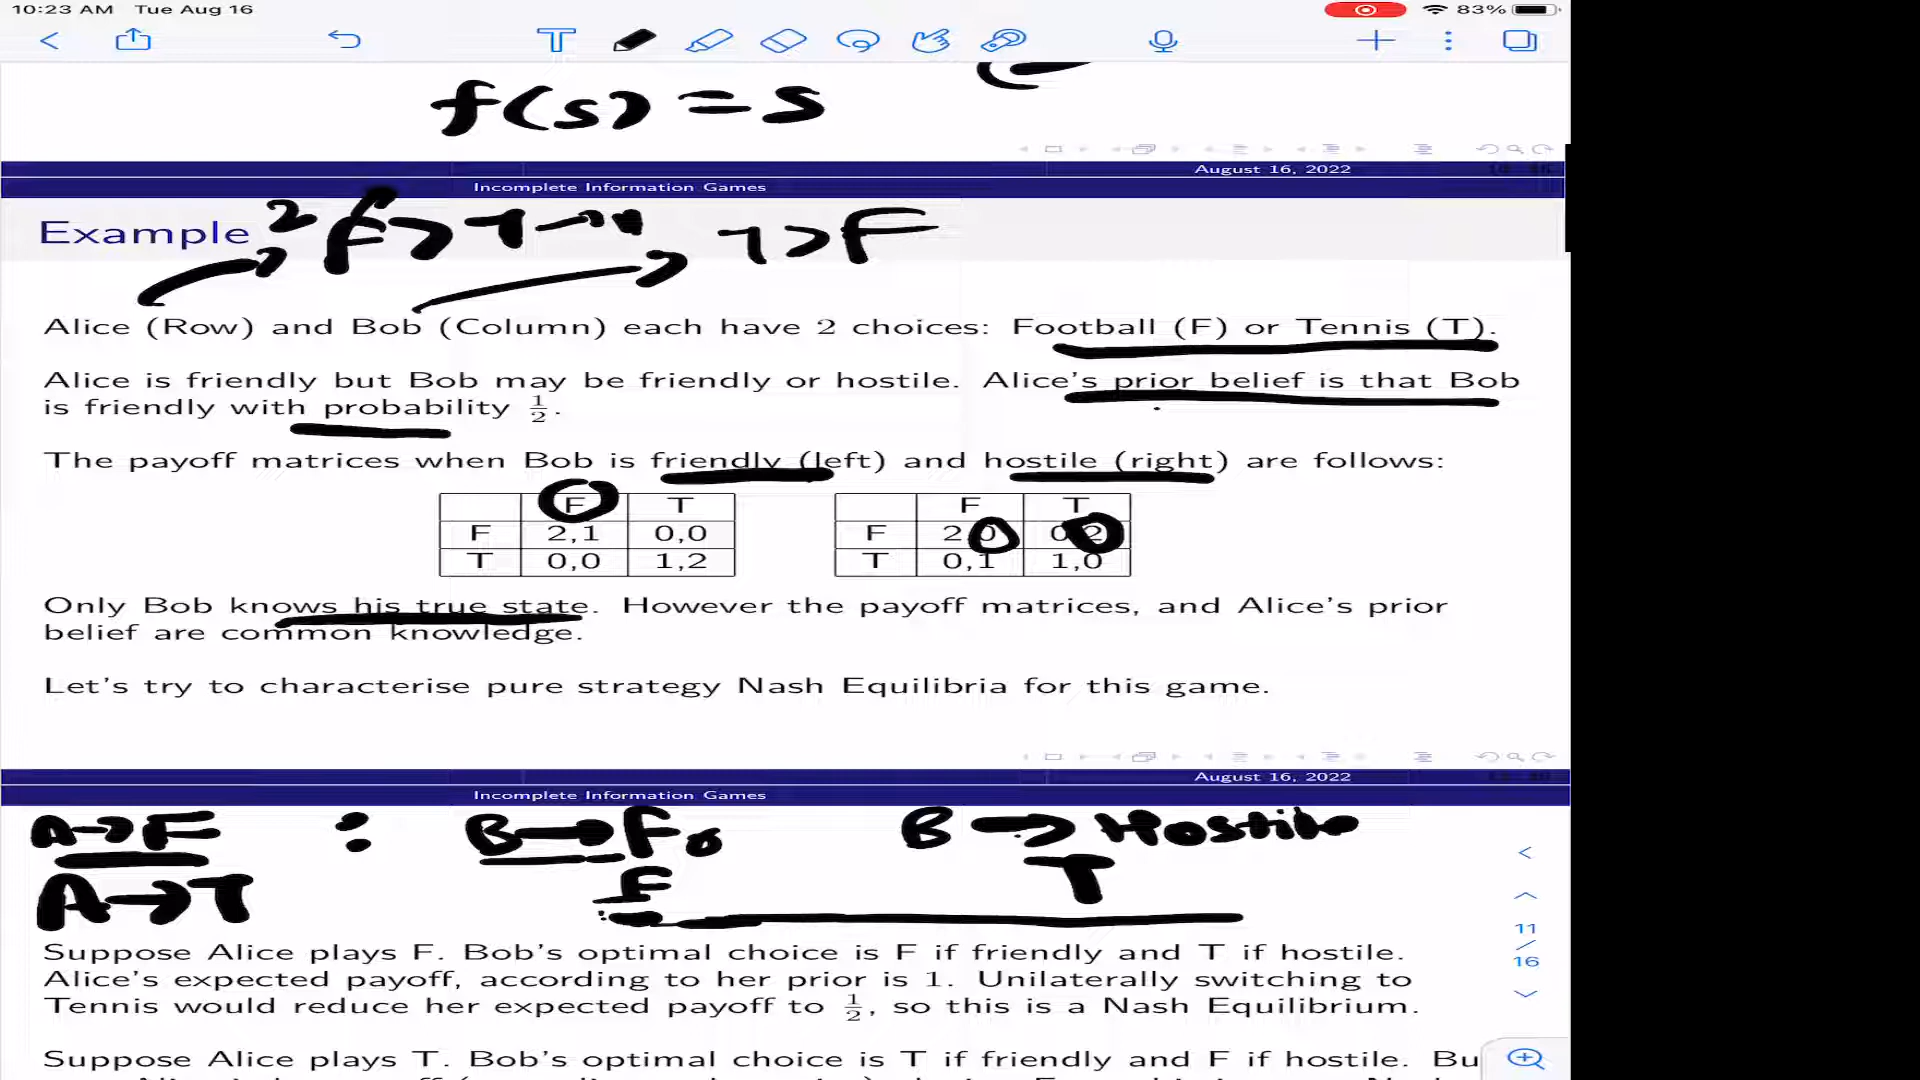 10:23 AM Tue Aug 16
83%
f(s) = s
August 16, 2022
Incomplete Information Games
Example
2 F > T → 1, T > F
Alice (Row) and Bob (Column) each have 2 choices: Football (F) or Tennis (T).
Alice is friendly but Bob may be friendly or hostile. Alice's prior belief is that Bob
is friendly with probability 1/2.
The payoff matrices when Bob is friendly (left) and hostile (right) are follows:
F T F T
F 2,1 0,0 F 2,0 0,2
T 0,0 1,2 T 0,1 1,0
Only Bob knows his true state. However the payoff matrices, and Alice's prior
belief are common knowledge.
Let's try to characterise pure strategy Nash Equilibria for this game.
August 16, 2022
Incomplete Information Games
A→F : B→Fr B → Hostile
A→T F T
11
/
16
Suppose Alice plays F. Bob's optimal choice is F if friendly and T if hostile.
Alice's expected payoff, according to her prior is 1. Unilaterally switching to
Tennis would reduce her expected payoff to 1/2, so this is a Nash Equilibrium.
Suppose Alice plays T. Bob's optimal choice is T if friendly and F if hostile. Bu